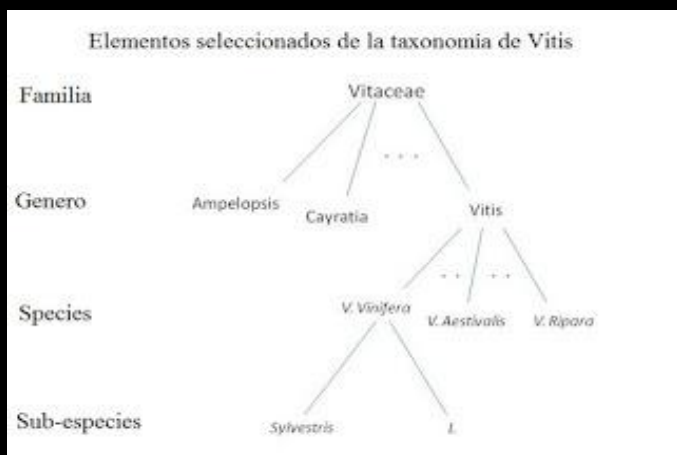 Elementos seleccionados de la taxonomia de Vitis
Familia
Vitaceae
. . .
Genero
Ampelopsis
Cayratia
Vitis
. . . .
Species
V. Vinifera
V. Aestivalis
V. Ripara
Sub-especies
Sylvestris
L